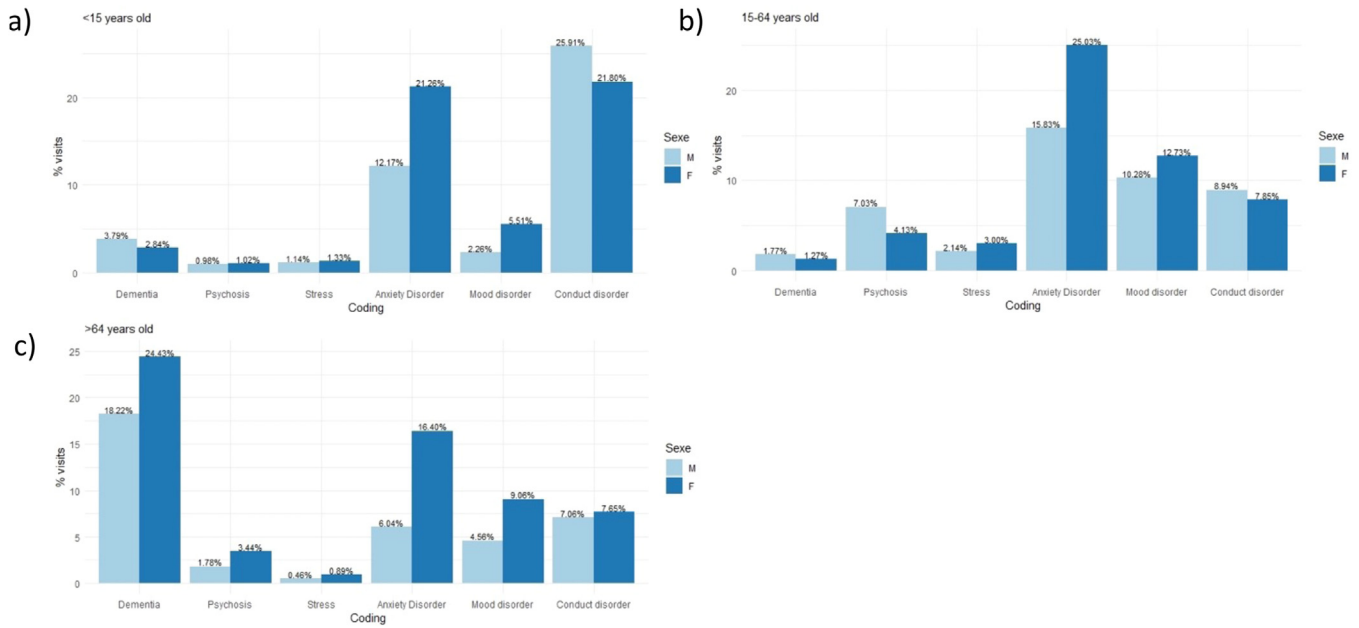 a)
<15 years old
% visits
20
10
0
3.79%
2.84%
0.98%
1.02%
1.14%
1.33%
12.17%
21.26%
2.26%
5.51%
25.91%
21.80%
Dementia
Psychosis
Stress
Anxiety Disorder
Mood disorder
Conduct disorder
Coding
Sexe
M
F
b)
15-64 years old
% visits
20
15
10
5
0
1.77%
1.27%
7.03%
4.13%
2.14%
3.00%
15.83%
25.03%
10.28%
12.73%
8.94%
7.85%
Dementia
Psychosis
Stress
Anxiety Disorder
Mood disorder
Conduct disorder
Coding
Sexe
M
F
c)
>64 years old
% visits
25
20
15
10
5
0
18.22%
24.43%
1.78%
3.44%
0.46%
0.89%
6.04%
16.40%
4.56%
9.06%
7.06%
7.65%
Dementia
Psychosis
Stress
Anxiety Disorder
Mood disorder
Conduct disorder
Coding
Sexe
M
F